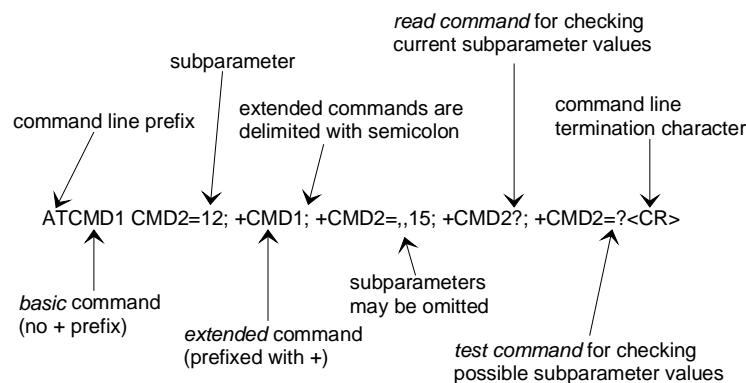 read command for checking
current subparameter values
subparameter
extended commands are
delimited with semicolon
command line
termination character
command line prefix
ATCMD1 CMD2=12; +CMD1; +CMD2=,,15; +CMD2?; +CMD2=?<CR>
basic command
(no + prefix)
extended command
(prefixed with +)
subparameters
may be omitted
test command for checking
possible subparameter values